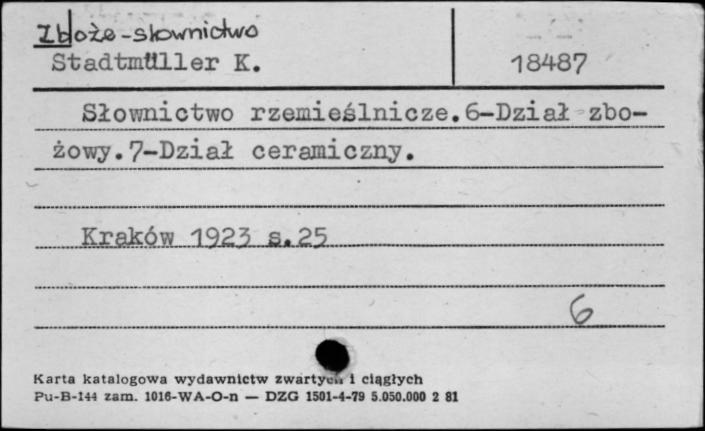 Zboże-słownictwo
Stadtmüller K.
18487
Słownictwo rzemieślnicze.6-Dział zbo-
żowy.7-Dział ceramiczny.
Kraków 1923 s.25
6
Karta katalogowa wydawnictw zwartych i ciągłych
Pu-B-144 zam. 1016-WA-O-n — DZG 1501-4-79 5.050.000 2 81